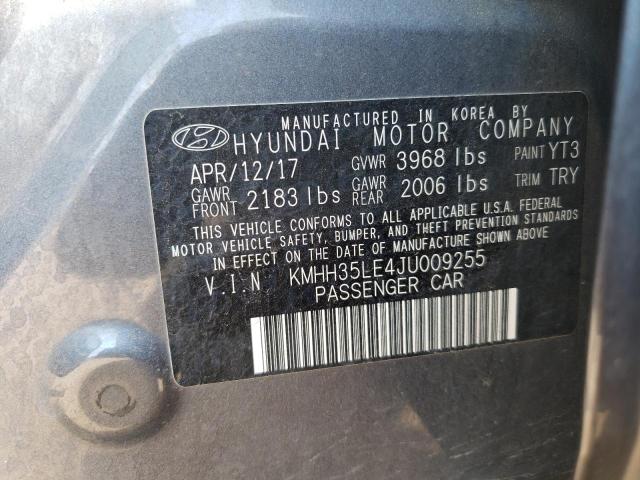 MANUFACTURED IN KOREA BY
HYUNDAI MOTOR COMPANY
APR/12/17 GVWR 3968 lbs PAINT YT3
GAWR FRONT 2183 lbs GAWR REAR 2006 lbs TRIM TRY
THIS VEHICLE CONFORMS TO ALL APPLICABLE U.S.A. FEDERAL
MOTOR VEHICLE SAFETY, BUMPER, AND THEFT PREVENTION STANDARDS
IN EFFECT ON THE DATE OF MANUFACTURE SHOWN ABOVE
V.I.N KMHH35LE4JU009255
PASSENGER CAR